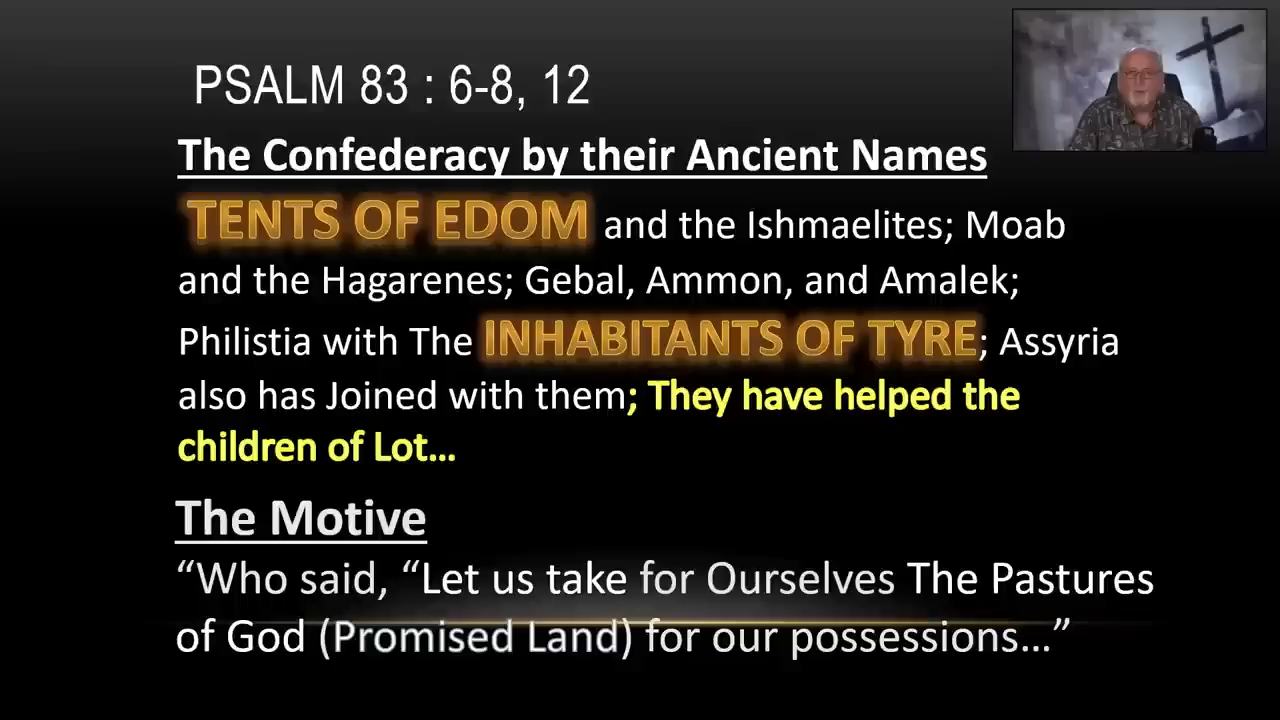 PSALM 83 : 6-8, 12
The Confederacy by their Ancient Names
TENTS OF EDOM and the Ishmaelites; Moab
and the Hagarenes; Gebal, Ammon, and Amalek;
Philistia with The INHABITANTS OF TYRE; Assyria
also has Joined with them; They have helped the
children of Lot…
The Motive
“Who said, “Let us take for Ourselves The Pastures
of God (Promised Land) for our possessions…”